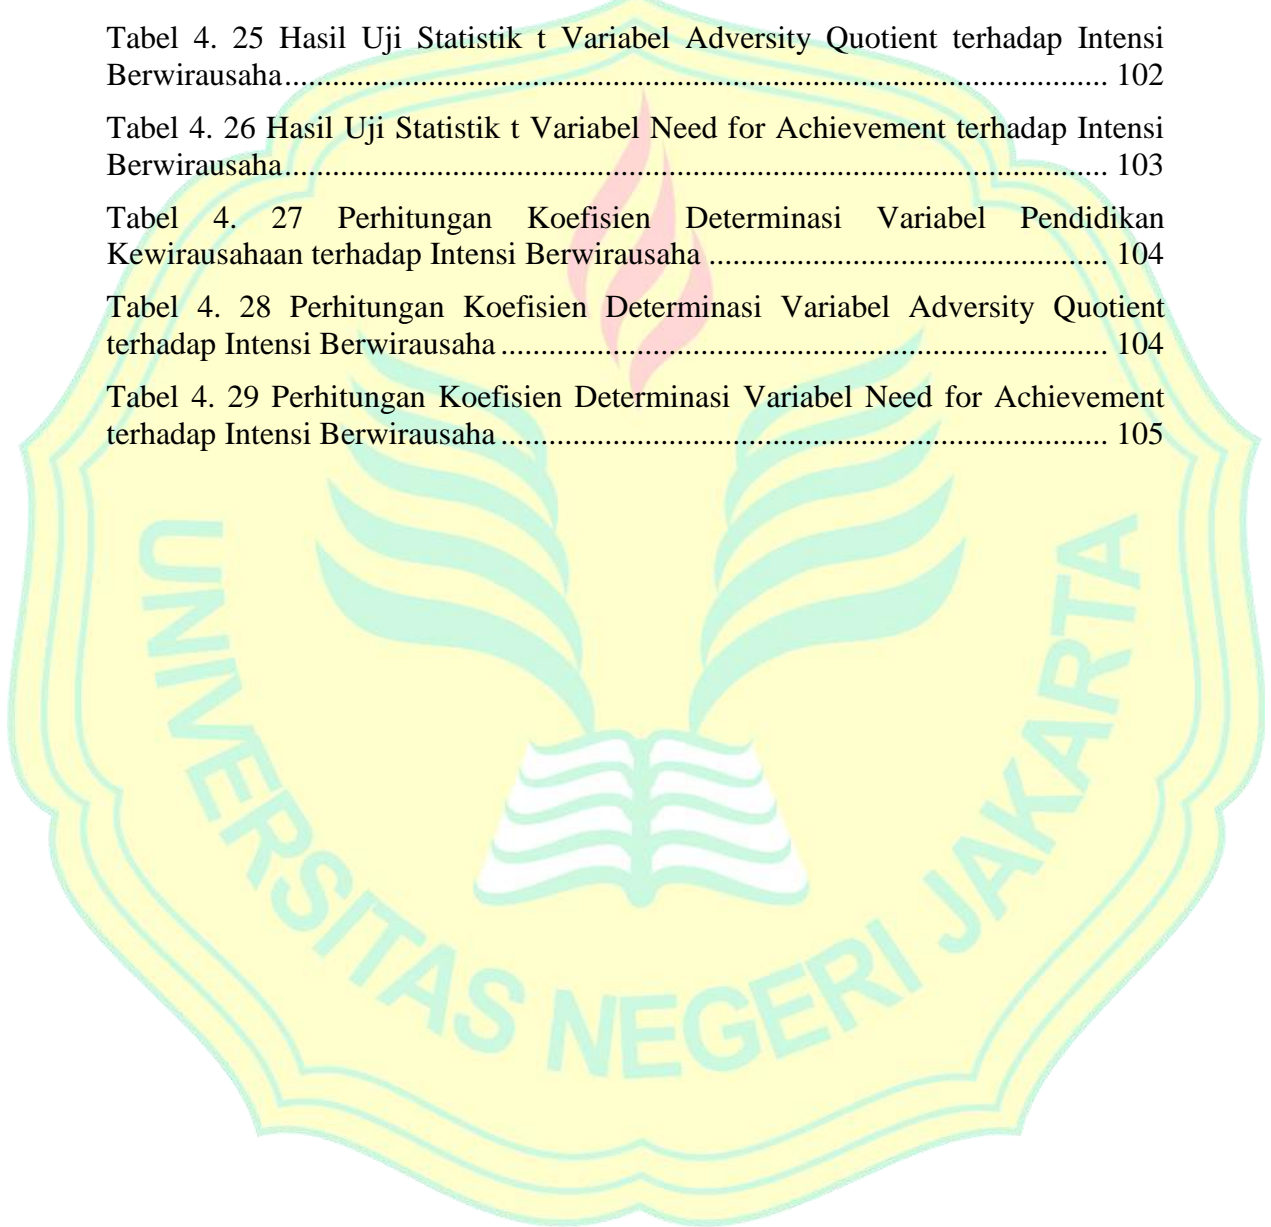 Tabel 4. 25 Hasil Uji Statistik t Variabel Adversity Quotient terhadap Intensi
Berwirausaha........................................................................................................ 102
Tabel 4. 26 Hasil Uji Statistik t Variabel Need for Achievement terhadap Intensi
Berwirausaha........................................................................................................ 103
Tabel 4. 27 Perhitungan Koefisien Determinasi Variabel Pendidikan
Kewirausahaan terhadap Intensi Berwirausaha .................................................. 104
Tabel 4. 28 Perhitungan Koefisien Determinasi Variabel Adversity Quotient
terhadap Intensi Berwirausaha ............................................................................ 104
Tabel 4. 29 Perhitungan Koefisien Determinasi Variabel Need for Achievement
terhadap Intensi Berwirausaha ............................................................................ 105
UNIVERSITAS NEGERI JAKARTA